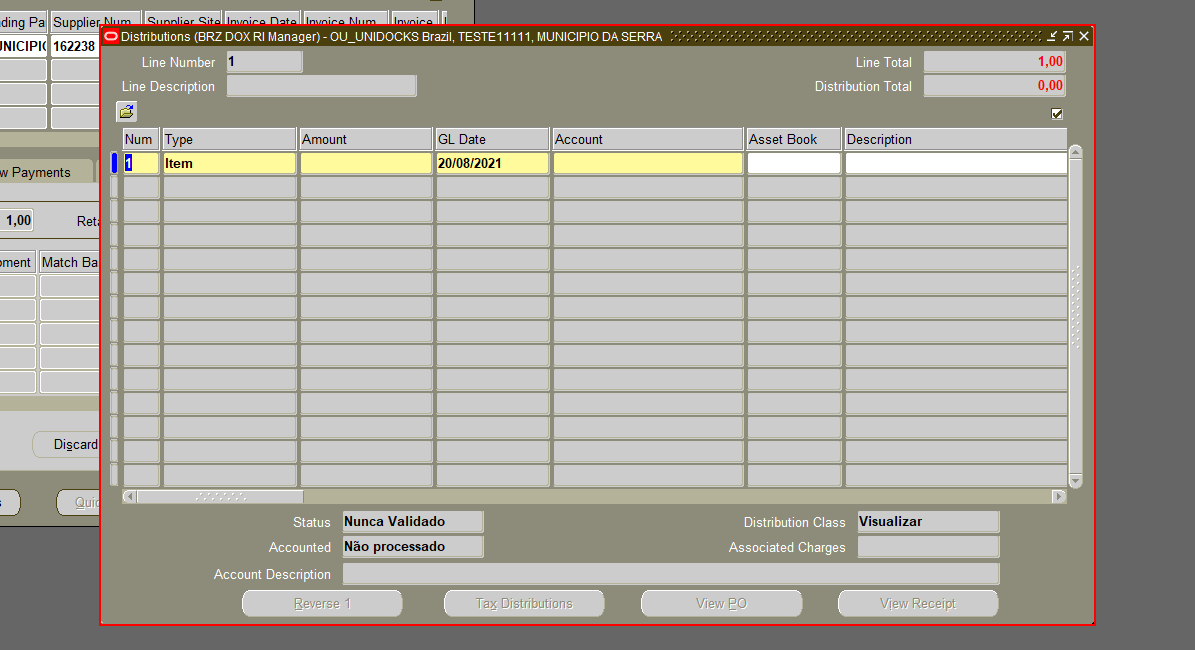 ding Pa Supplier Num Supplier Site Invoice Date Invoice Num Invoice
UNICIPIO 162238
Distributions (BRZ DOX RI Manager) - OU_UNIDOCKS Brazil, TESTE11111, MUNICIPIO DA SERRA
Line Number 1 Line Total 1,00
Line Description Distribution Total 0,00
Num Type Amount GL Date Account Asset Book Description
1 Item 20/08/2021
w Payments
1,00 Reta
oment Match Ba
Discard
s Quic
Status Nunca Validado Distribution Class Visualizar
Accounted Não processado Associated Charges
Account Description
Reverse 1 Tax Distributions View PO View Receipt